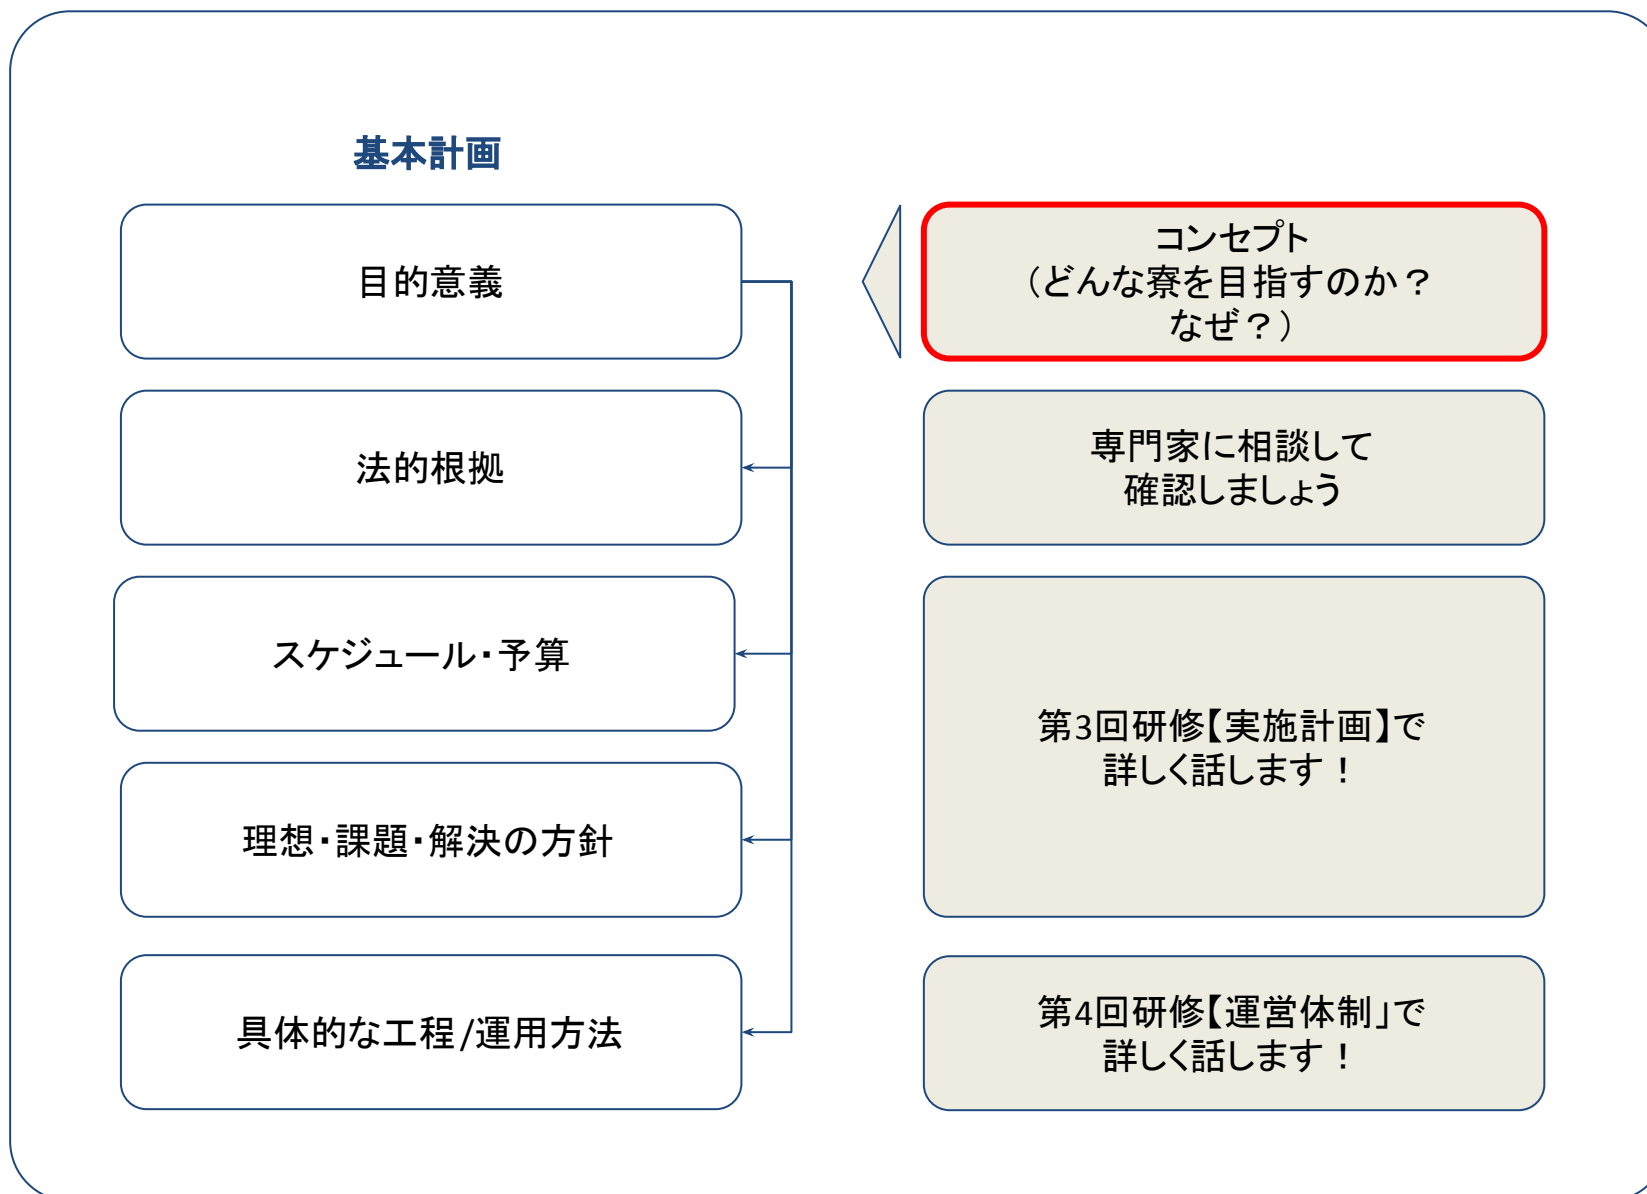 基本計画
目的意義
コンセプト
（どんな寮を目指すのか？
なぜ？）
法的根拠
専門家に相談して
確認しましょう
スケジュール・予算
第3回研修【実施計画】で
詳しく話します！
理想・課題・解決の方針
具体的な工程/運用方法
第4回研修【運営体制」で
詳しく話します！